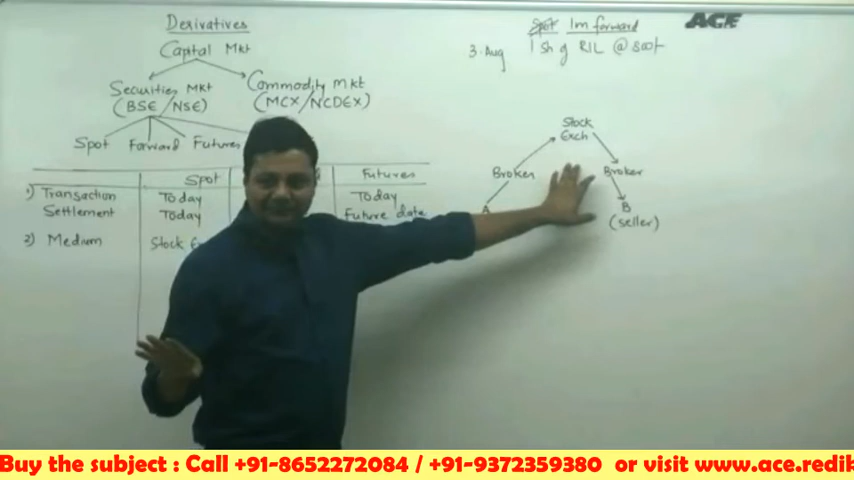 Derivatives
Capital Mkt
Securities Mkt
(BSE / NSE)
Commodity mkt
(MCX/NCDEX)
Spot Forward Futures
Spot
Futures
1) Transaction Today Today
Settlement Today Future date
2) Medium Stock
Spot 1m forward
3. Aug 1 sh g RIL @ 800/-
ACE
Stock
Exch
Broker Broker
A B
(seller)
Buy the subject : Call +91-8652272084 / +91-9372359380 or visit www.ace.redik